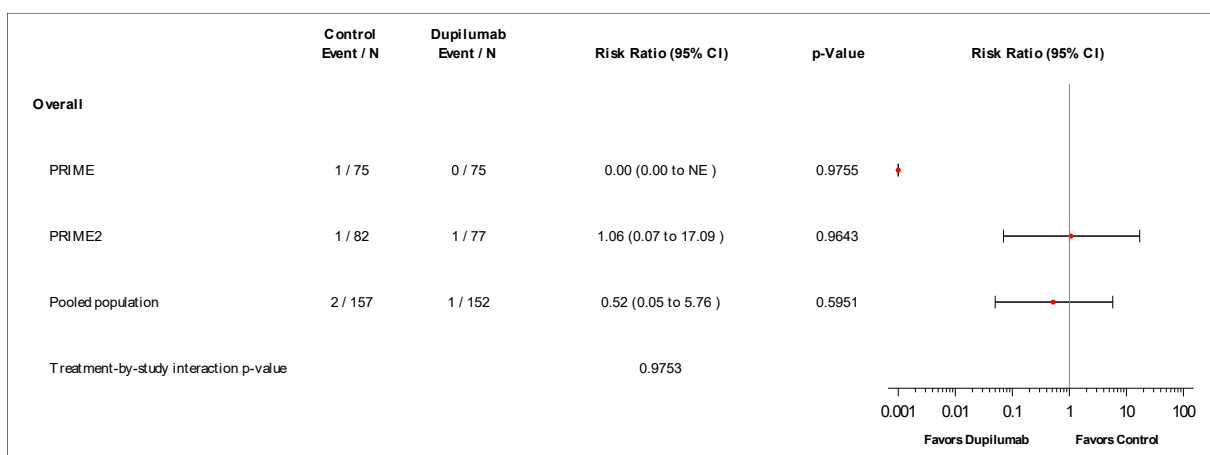 Control Dupilumab
Event / N Event / N Risk Ratio (95% CI) p-Value Risk Ratio (95% CI)
Overall
PRIME 1 / 75 0 / 75 0.00 (0.00 to NE ) 0.9755
PRIME2 1 / 82 1 / 77 1.06 (0.07 to 17.09 ) 0.9643
Pooled population 2 / 157 1 / 152 0.52 (0.05 to 5.76 ) 0.5951
Treatment-by-study interaction p-value 0.9753
0.001 0.01 0.1 1 10 100
Favors Dupilumab Favors Control